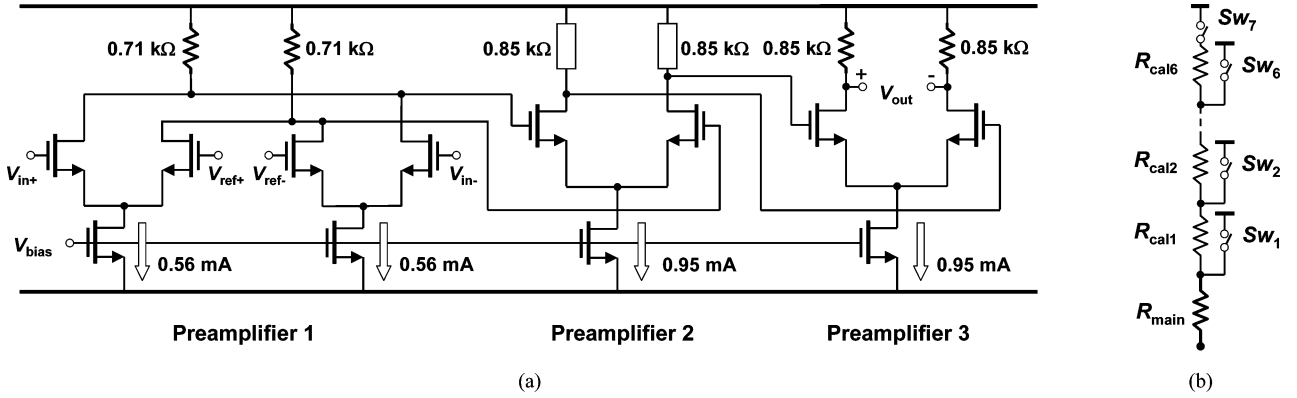 0.71 kΩ
0.71 kΩ
0.85 kΩ
0.85 kΩ
0.85 kΩ
0.85 kΩ
+
-
Vout
Vin+
Vref+
Vref-
Vin-
Vbias
0.56 mA
0.56 mA
0.95 mA
0.95 mA
Preamplifier 1
Preamplifier 2
Preamplifier 3
(a)
Sw7
Rcal6
Sw6
Rcal2
Sw2
Rcal1
Sw1
Rmain
(b)